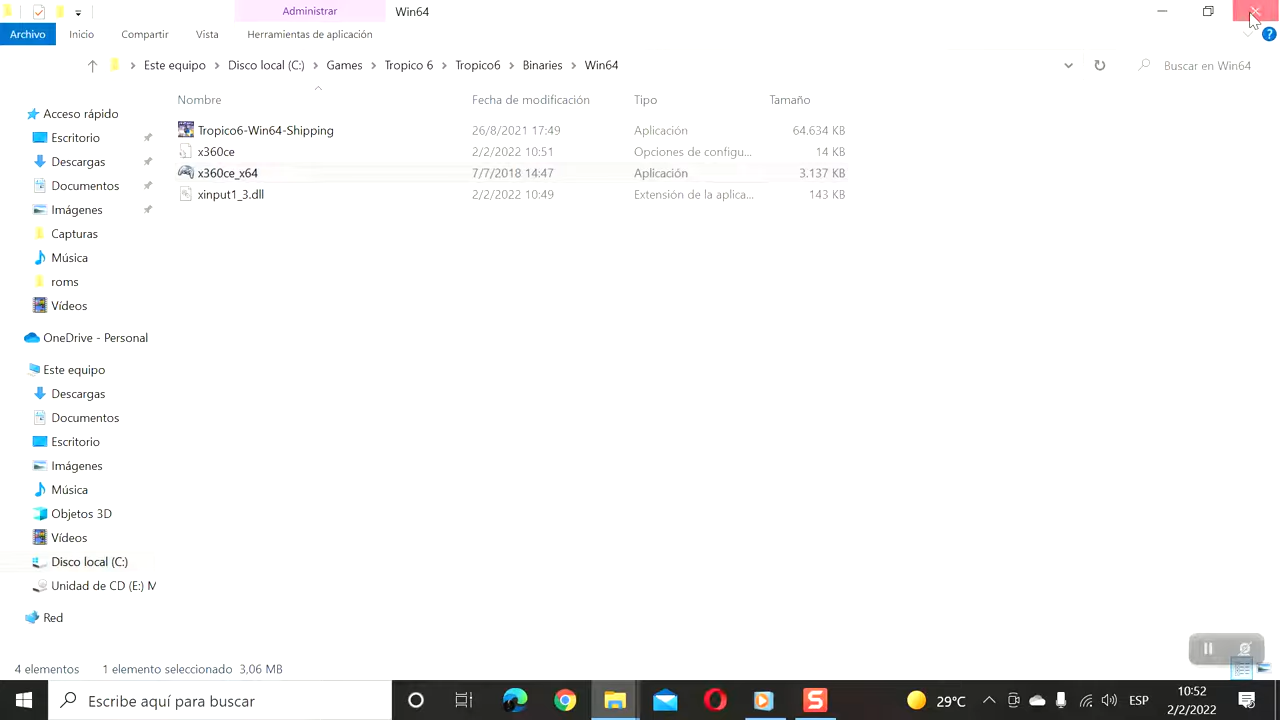 Administrar
Win64
Archivo
Inicio
Compartir
Vista
Herramientas de aplicación
Este equipo
Disco local (C:)
Games
Tropico 6
Tropico6
Binaries
Win64
Buscar en Win64
Nombre
Fecha de modificación
Tipo
Tamaño
Tropico6-Win64-Shipping
26/8/2021 17:49
Aplicación
64.634 KB
x360ce
2/2/2022 10:51
Opciones de configu...
14 KB
x360ce_x64
7/7/2018 14:47
Aplicación
3.137 KB
xinput1_3.dll
2/2/2022 10:49
Extensión de la aplica...
143 KB
Acceso rápido
Escritorio
Descargas
Documentos
Imágenes
Capturas
Música
roms
Vídeos
OneDrive - Personal
Este equipo
Descargas
Documentos
Escritorio
Imágenes
Música
Objetos 3D
Vídeos
Disco local (C:)
Unidad de CD (E:) M
Red
4 elementos
1 elemento seleccionado 3,06 MB
Escribe aquí para buscar
29°C
ESP
10:52
2/2/2022